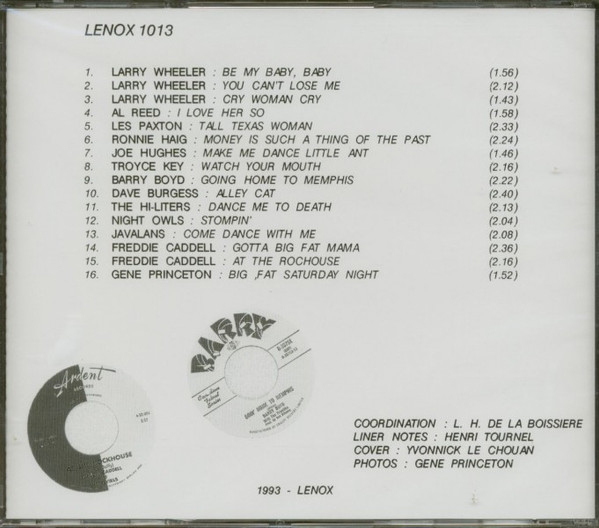 LENOX 1013
1. LARRY WHEELER : BE MY BABY, BABY (1.56)
2. LARRY WHEELER : YOU CAN'T LOSE ME (2.12)
3. LARRY WHEELER : CRY WOMAN CRY (1.43)
4. AL REED : I LOVE HER SO (1.58)
5. LES PAXTON : TALL TEXAS WOMAN (2.33)
6. RONNIE HAIG : MONEY IS SUCH A THING OF THE PAST (2.24)
7. JOE HUGHES : MAKE ME DANCE LITTLE ANT (1.46)
8. TROYCE KEY : WATCH YOUR MOUTH (2.16)
9. BARRY BOYD : GOING HOME TO MEMPHIS (2.22)
10. DAVE BURGESS : ALLEY CAT (2.40)
11. THE HI-LITERS : DANCE ME TO DEATH (2.13)
12. NIGHT OWLS : STOMPIN' (2.04)
13. JAVALANS : COME DANCE WITH ME (2.08)
14. FREDDIE CADDELL : GOTTA BIG FAT MAMA (2.36)
15. FREDDIE CADDELL : AT THE ROCHOUSE (2.16)
16. GENE PRINCETON : BIG ,FAT SATURDAY NIGHT (1.52)
BARRY
Ardent
COORDINATION : L. H. DE LA BOISSIERE
LINER NOTES : HENRI TOURNEL
COVER : YVONNICK LE CHOUAN
PHOTOS : GENE PRINCETON
1993 - LENOX